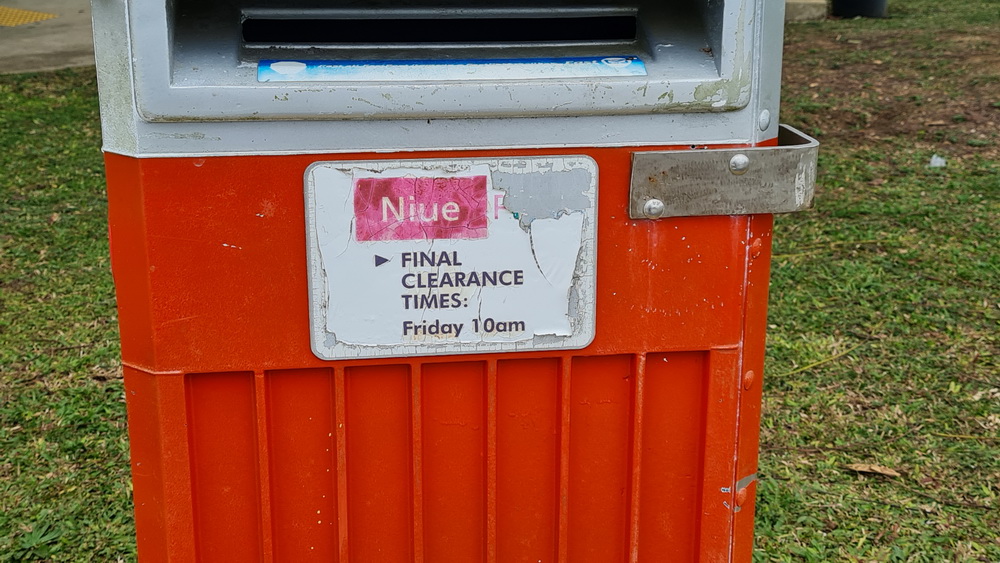 Niue
FINAL
CLEARANCE
TIMES:
Friday 10am